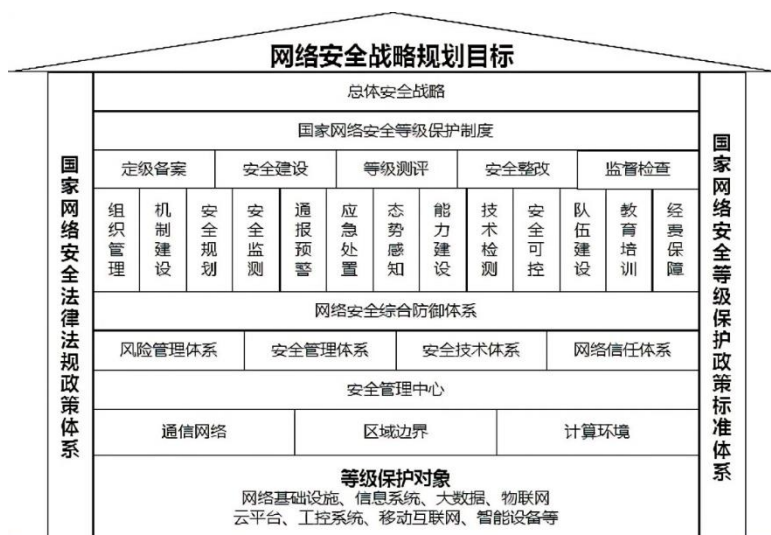 网络安全战略规划目标
总体安全战略
国家网络安全等级保护制度
定级备案 安全建设 等级测评 安全整改 监督检查
组织管理 机制建设 安全规划 安全监测 通报预警 应急处置 态势感知 能力建设 技术检测 安全可控 队伍建设 教育培训 经费保障
网络安全综合防御体系
风险管理体系 安全管理体系 安全技术体系 网络信任体系
安全管理中心
通信网络 区域边界 计算环境
等级保护对象
网络基础设施、信息系统、大数据、物联网
云平台、工控系统、移动互联网、智能设备等
国家网络安全法律法规政策体系
国家网络安全等级保护政策标准体系